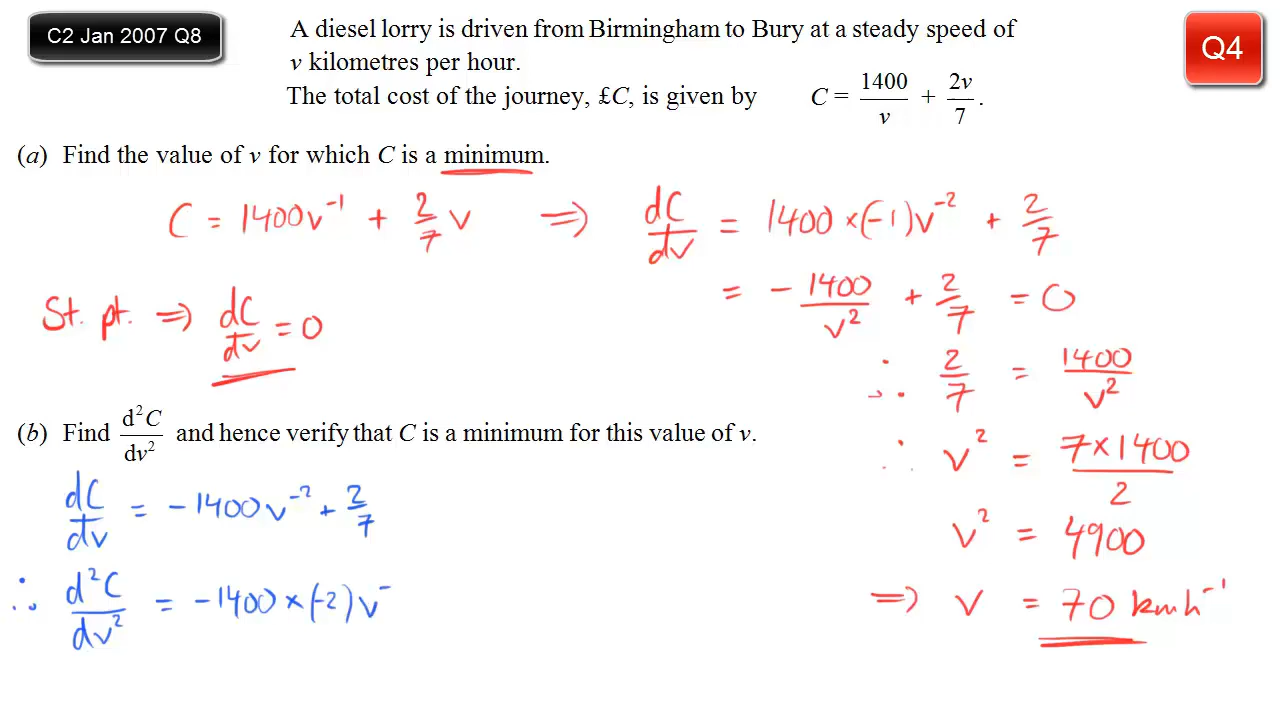 C2 Jan 2007 Q8
A diesel lorry is driven from Birmingham to Bury at a steady speed of
v kilometres per hour.
The total cost of the journey, £C, is given by C = 1400/v + 2v/7.
Q4
(a) Find the value of v for which C is a minimum.
C = 1400v⁻¹ + 2/7 v ⇒ dC/dv = 1400 × (−1)v⁻² + 2/7
= − 1400/v² + 2/7 = 0
St. pt. ⇒ dC/dv = 0
∴ 2/7 = 1400/v²
∴ v² = 7×1400/2
v² = 4900
⇒ v = 70 kmh⁻¹
(b) Find d²C/dv² and hence verify that C is a minimum for this value of v.
dC/dv = −1400v⁻² + 2/7
∴ d²C/dv² = −1400 × (−2)v⁻